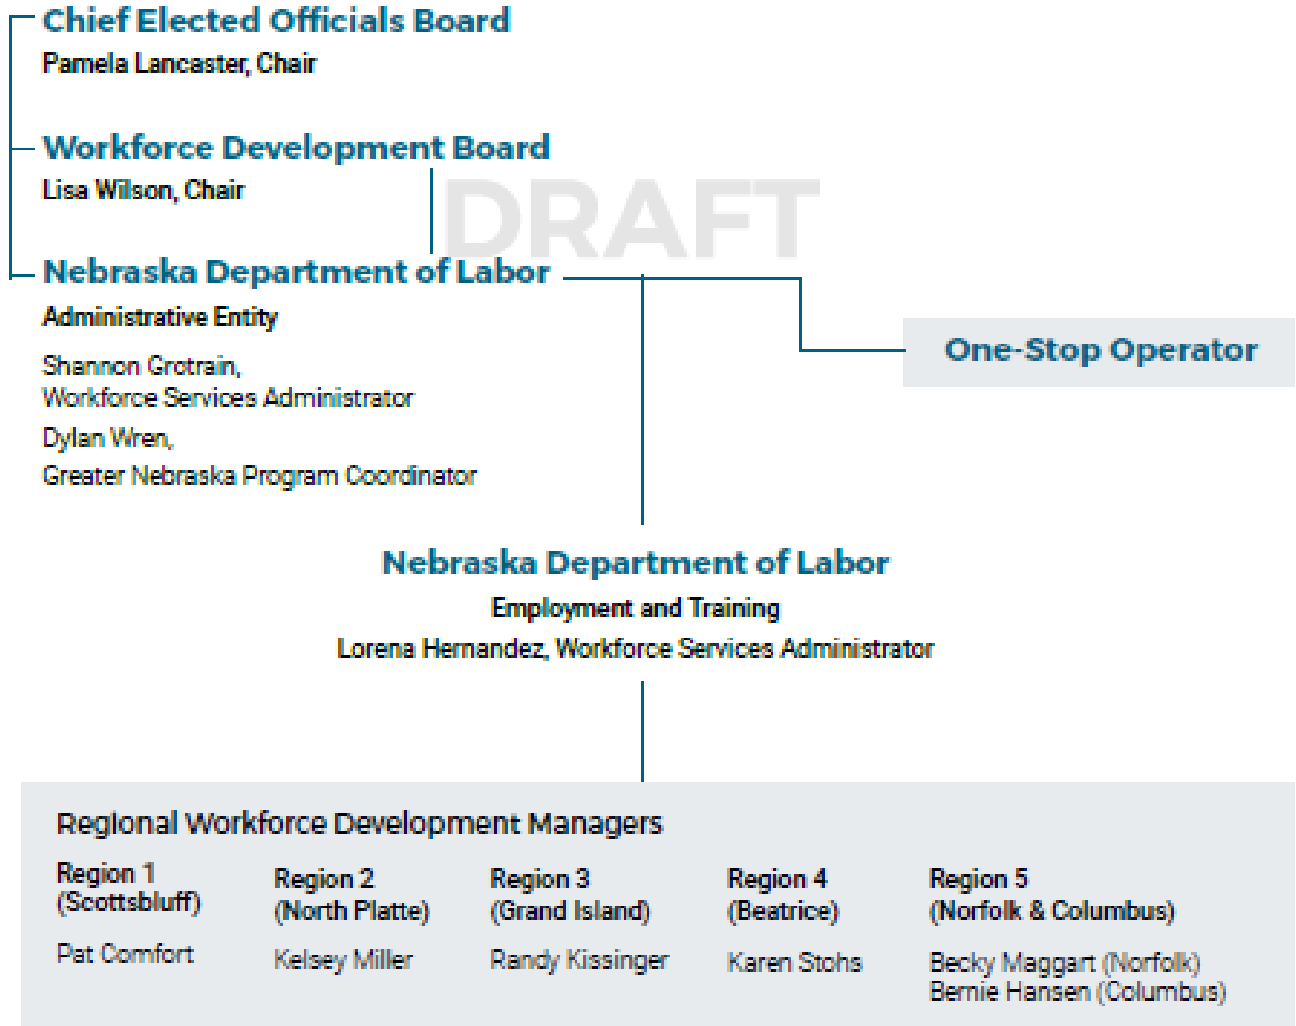 Chief Elected Officials Board
Pamela Lancaster, Chair
Workforce Development Board
Lisa Wilson, Chair
DRAFT
Nebraska Department of Labor
Administrative Entity
Shannon Grotrain,
Workforce Services Administrator
Dylan Wren,
Greater Nebraska Program Coordinator
One-Stop Operator
Nebraska Department of Labor
Employment and Training
Lorena Hernandez, Workforce Services Administrator
Regional Workforce Development Managers
Region 1
(Scottsbluff)
Pat Comfort
Region 2
(North Platte)
Kelsey Miller
Region 3
(Grand Island)
Randy Kissinger
Region 4
(Beatrice)
Karen Stohs
Region 5
(Norfolk & Columbus)
Becky Maggart (Norfolk)
Bernie Hansen (Columbus)